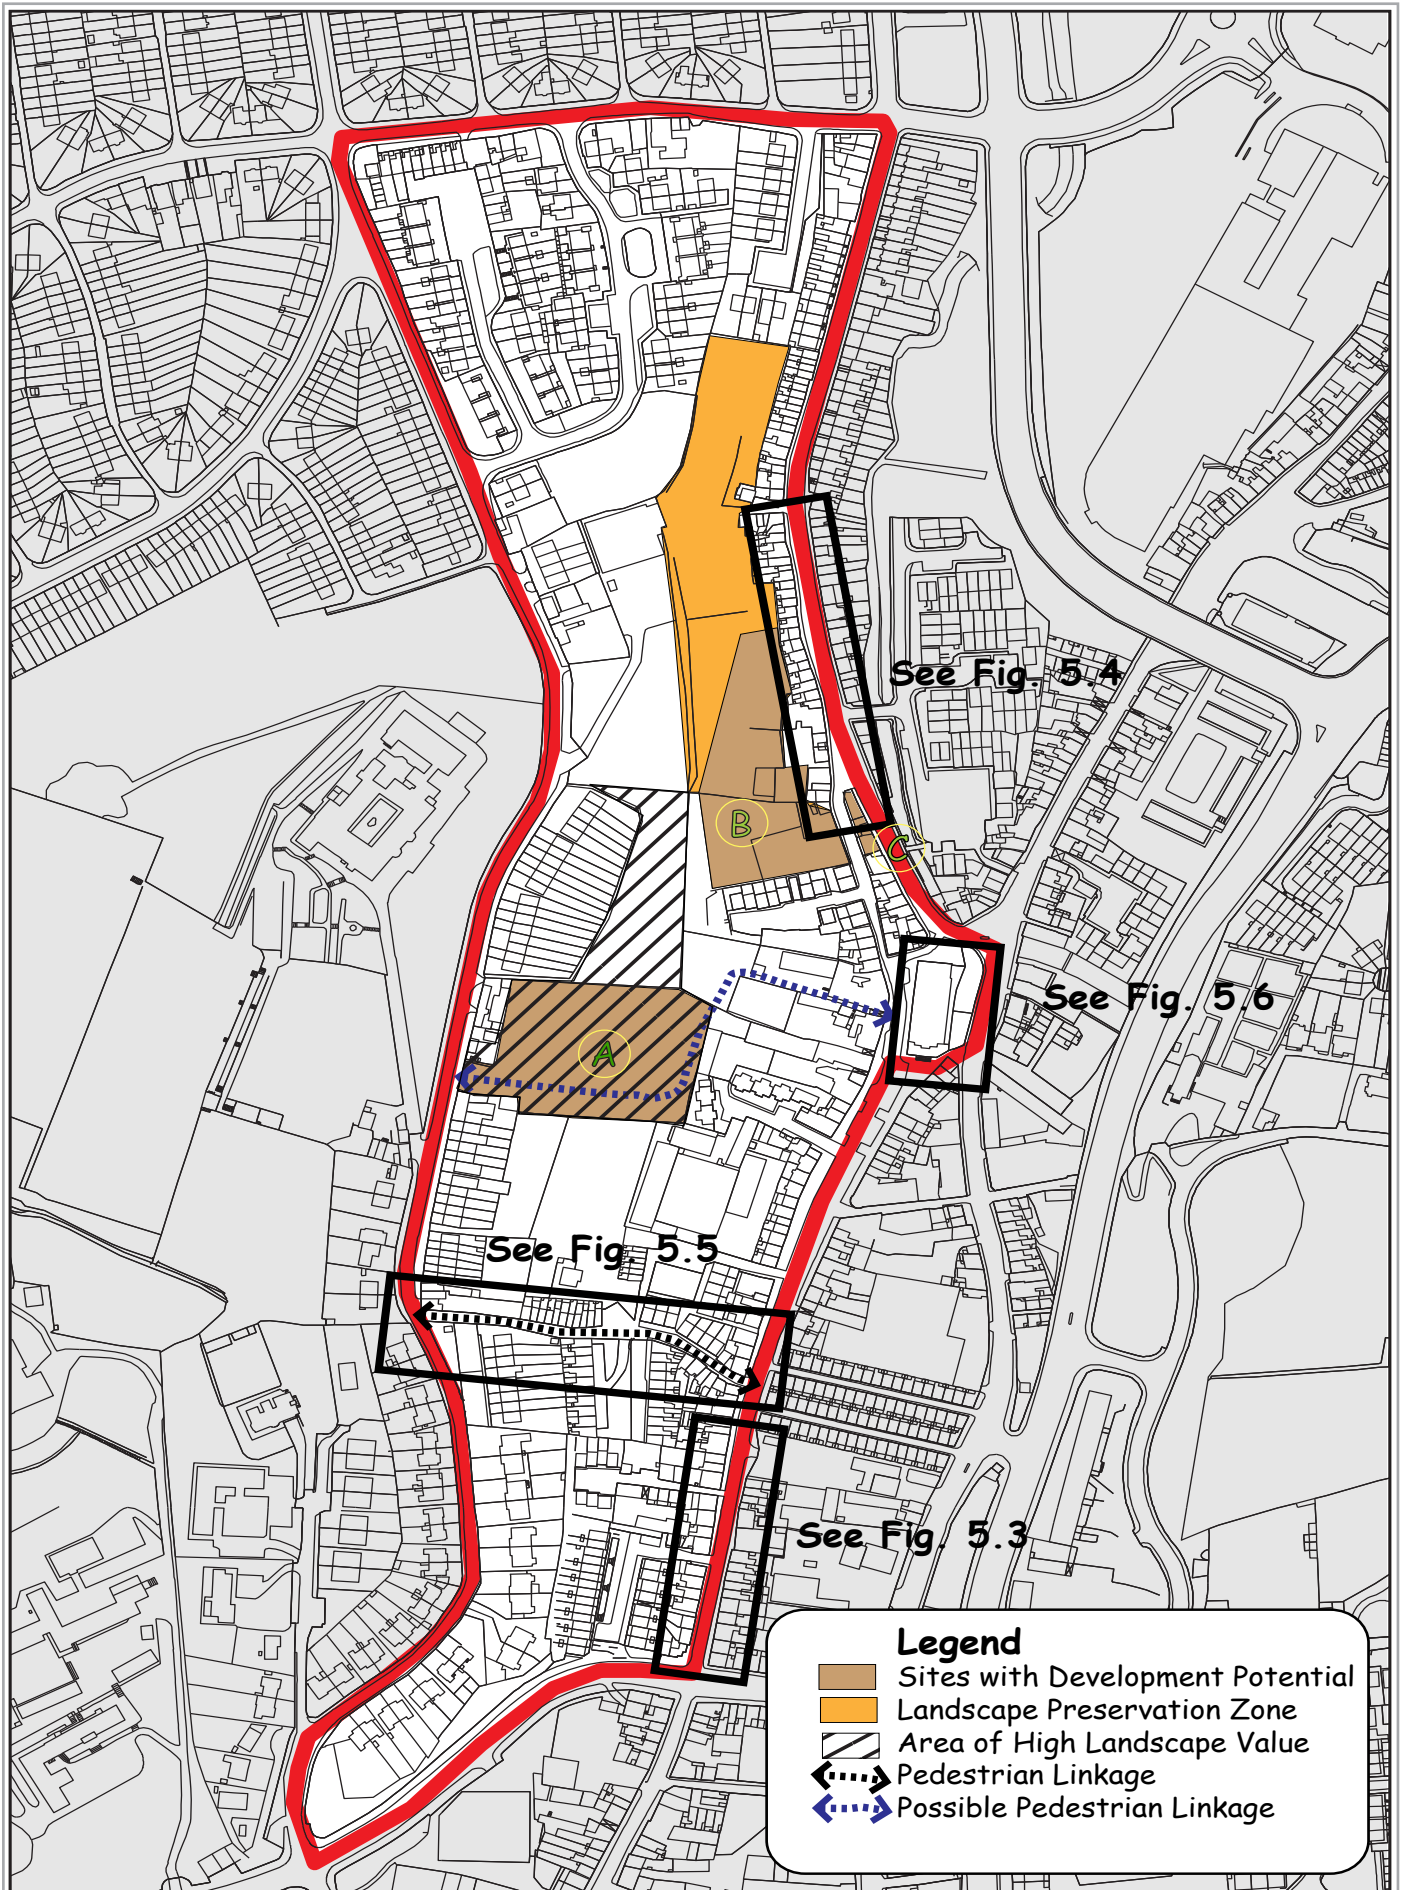 See Fig. 5.4
B
C
See Fig. 5.6
A
See Fig. 5.5
See Fig. 5.3
Legend
Sites with Development Potential
Landscape Preservation Zone
Area of High Landscape Value
Pedestrian Linkage
Possible Pedestrian Linkage